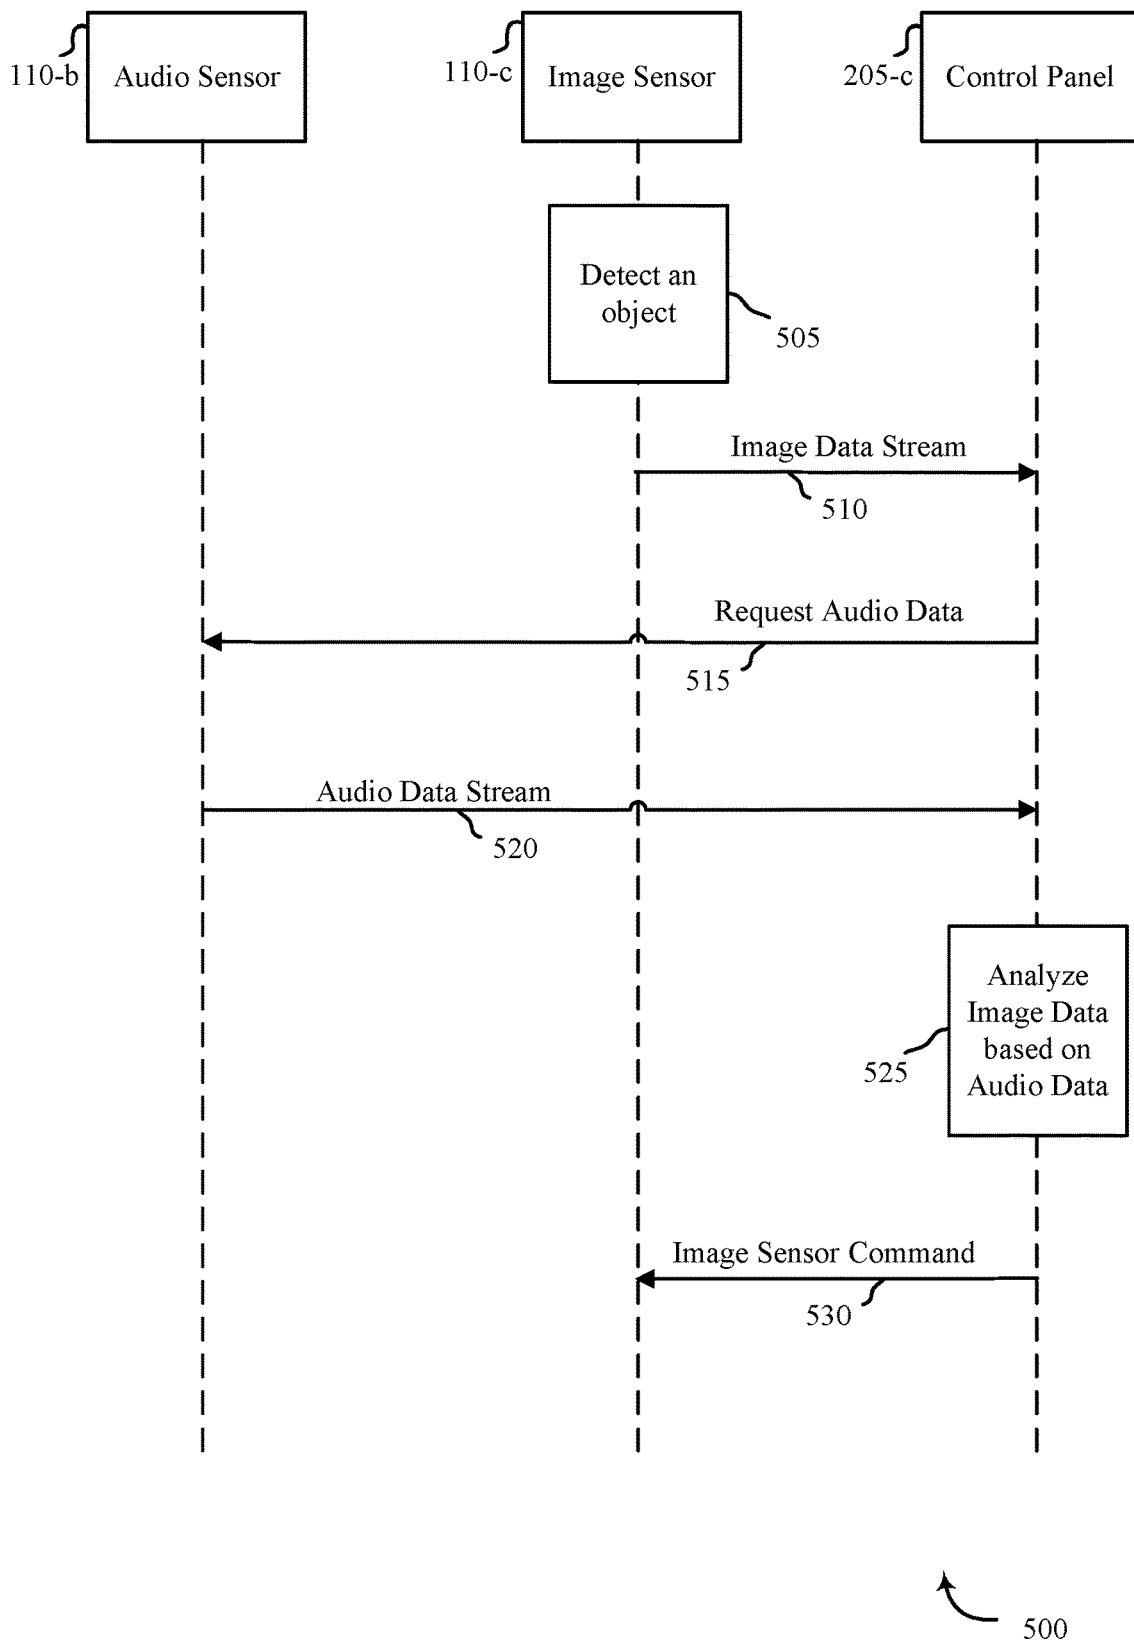 110-b
Audio Sensor
110-c
Image Sensor
205-c
Control Panel
Detect an
object
505
Image Data Stream
510
Request Audio Data
515
Audio Data Stream
520
Analyze
Image Data
based on
Audio Data
525
Image Sensor Command
530
500